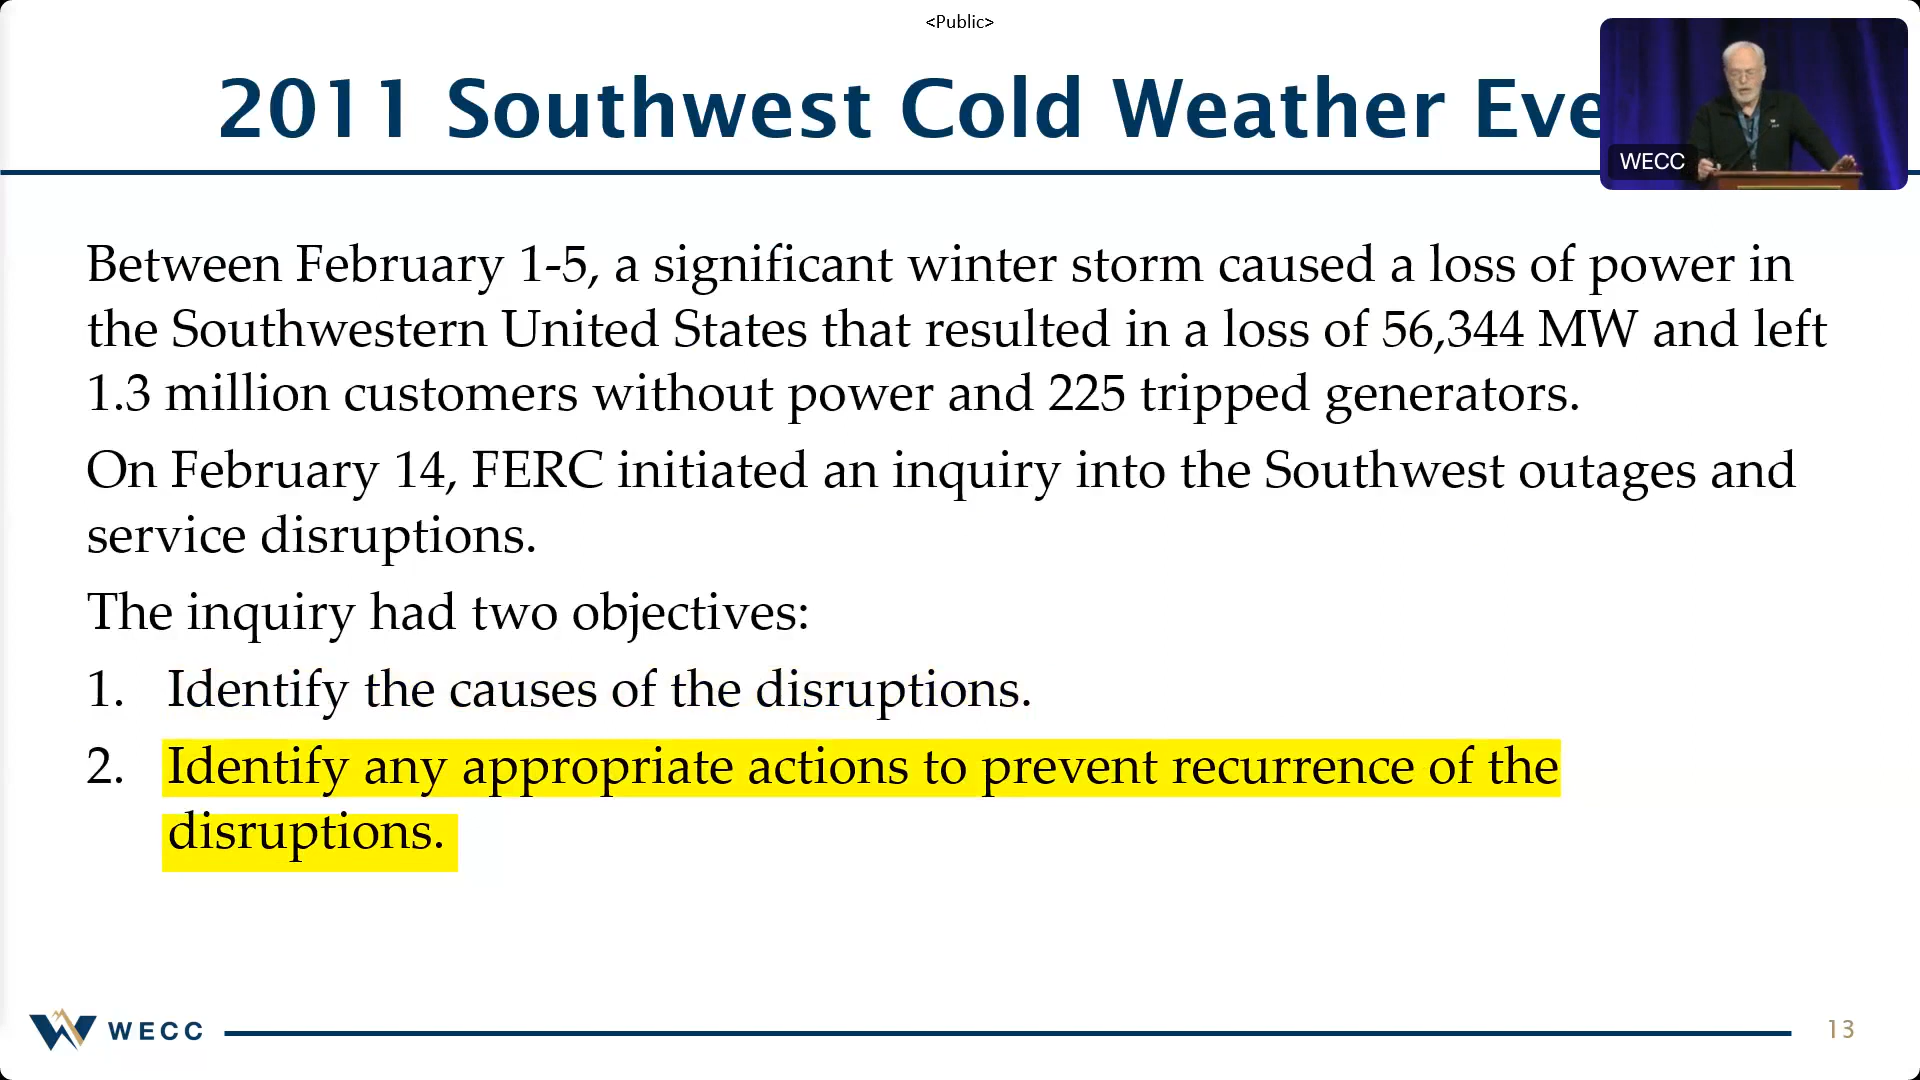 <Public>
2011 Southwest Cold Weather Eve
WECC
Between February 1-5, a significant winter storm caused a loss of power in
the Southwestern United States that resulted in a loss of 56,344 MW and left
1.3 million customers without power and 225 tripped generators.
On February 14, FERC initiated an inquiry into the Southwest outages and
service disruptions.
The inquiry had two objectives:
1. Identify the causes of the disruptions.
2. Identify any appropriate actions to prevent recurrence of the
disruptions.
WECC
13